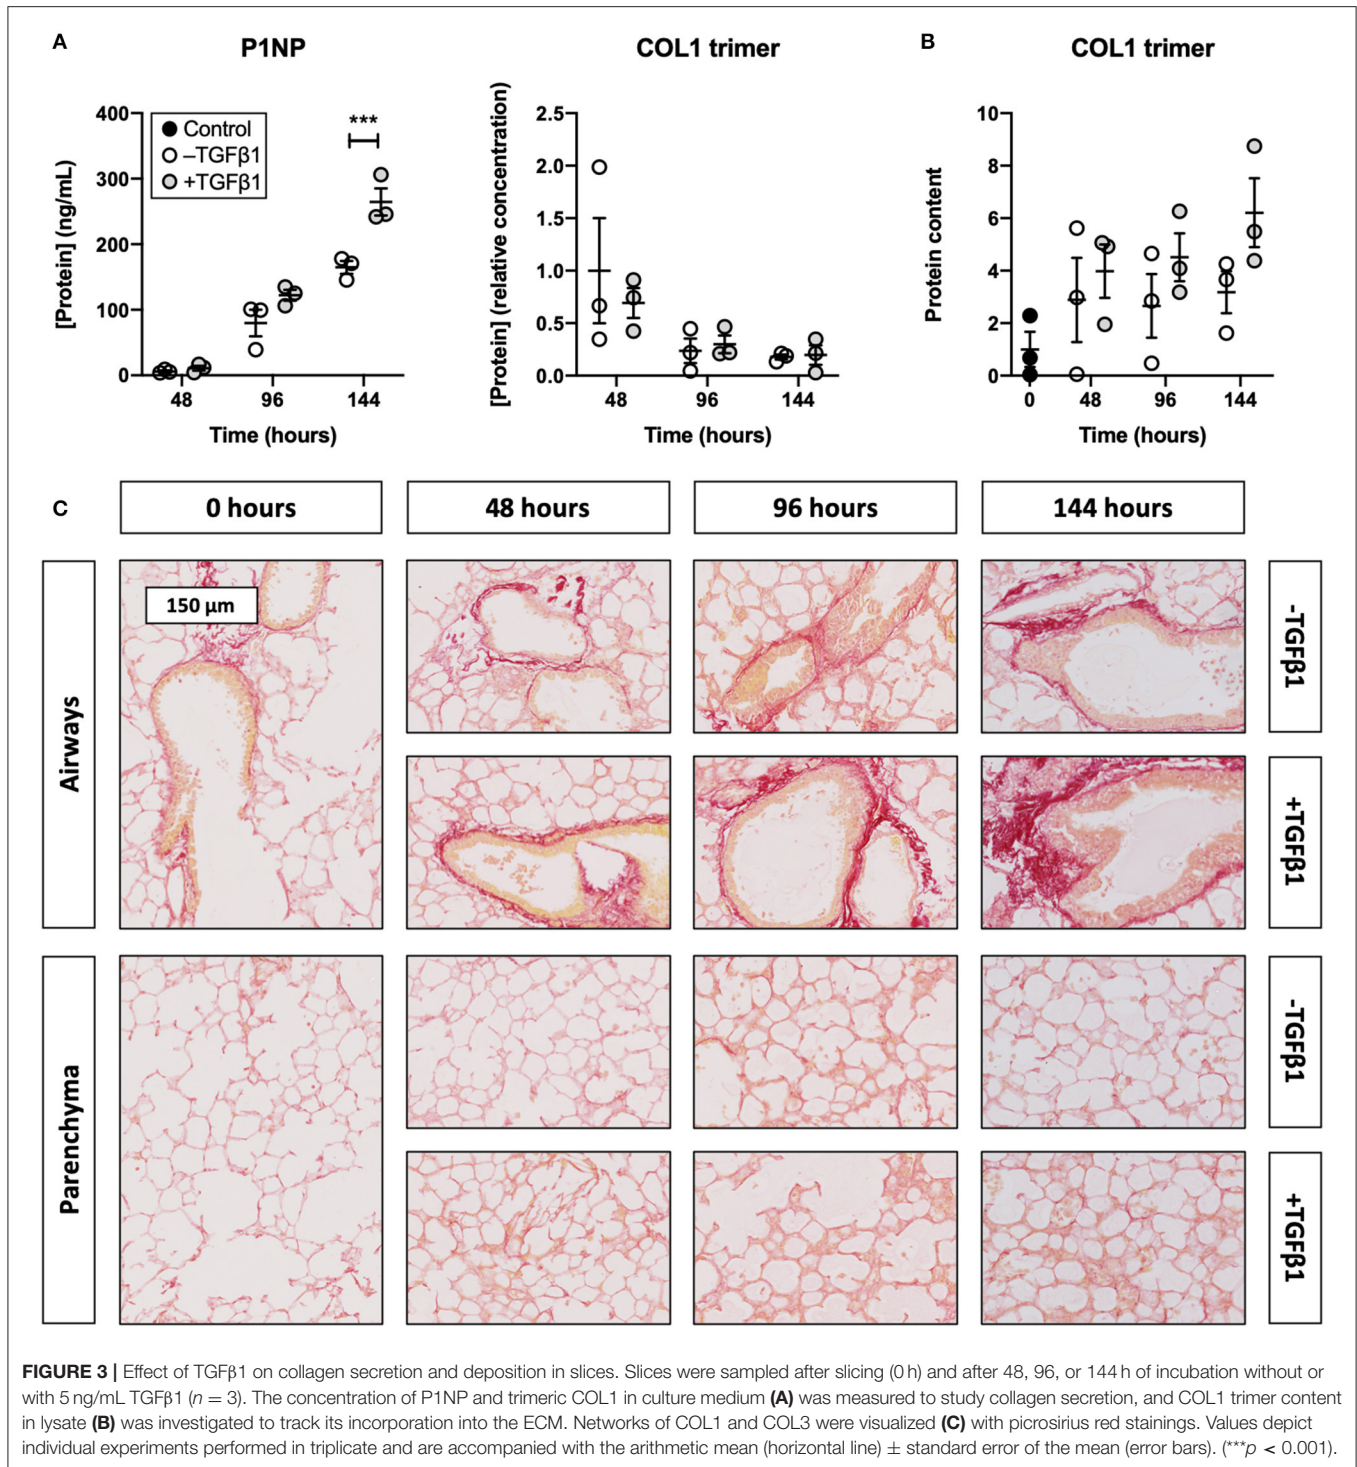 A
P1NP
[Protein] (ng/mL)
400
300
200
100
0
Control
–TGFβ1
+TGFβ1
***
48
96
144
Time (hours)
COL1 trimer
[Protein] (relative concentration)
2.5
2.0
1.5
1.0
0.5
0.0
48
96
144
Time (hours)
B
COL1 trimer
Protein content
10
8
6
4
2
0
0
48
96
144
Time (hours)
C
0 hours
48 hours
96 hours
144 hours
Airways
150 µm
-TGFβ1
+TGFβ1
Parenchyma
-TGFβ1
+TGFβ1
FIGURE 3 | Effect of TGFβ1 on collagen secretion and deposition in slices. Slices were sampled after slicing (0 h) and after 48, 96, or 144 h of incubation without or
with 5 ng/mL TGFβ1 (n = 3). The concentration of P1NP and trimeric COL1 in culture medium (A) was measured to study collagen secretion, and COL1 trimer content
in lysate (B) was investigated to track its incorporation into the ECM. Networks of COL1 and COL3 were visualized (C) with picrosirius red stainings. Values depict
individual experiments performed in triplicate and are accompanied with the arithmetic mean (horizontal line) ± standard error of the mean (error bars). (***p < 0.001).